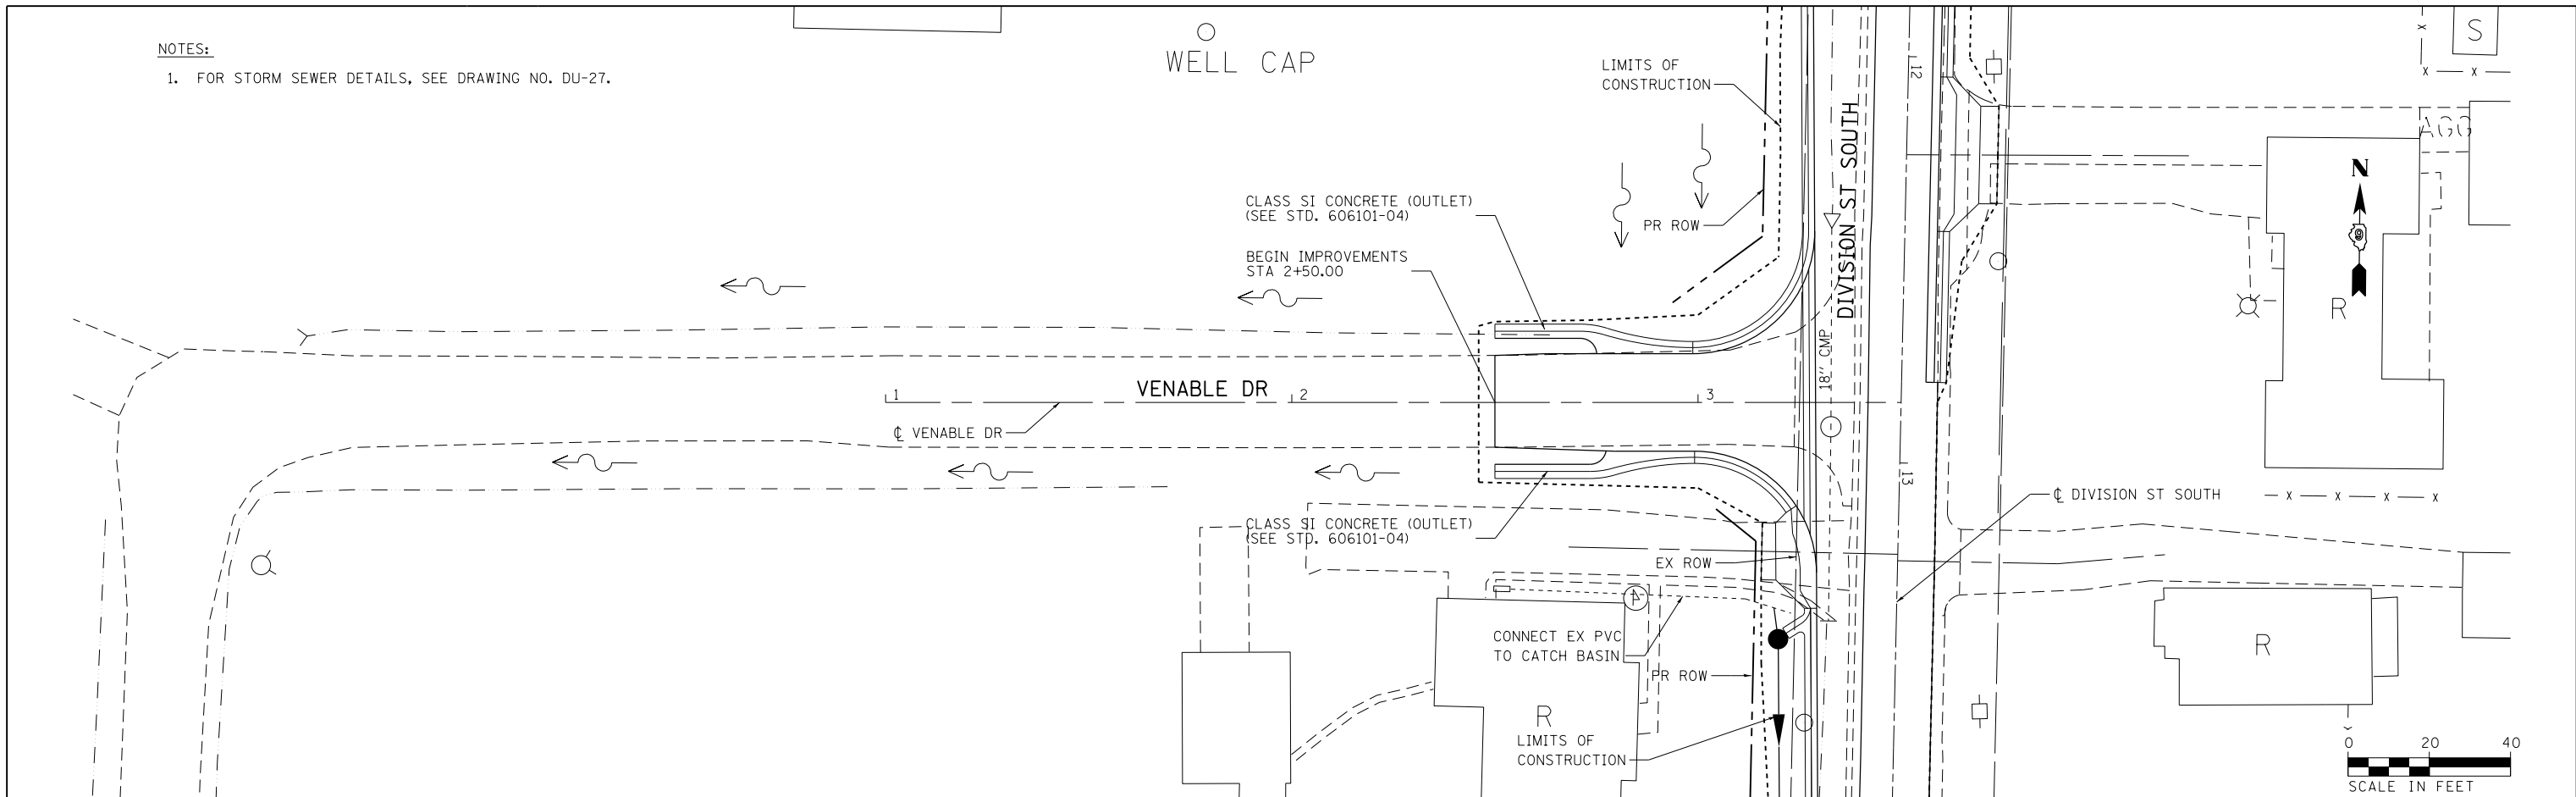 NOTES:
1. FOR STORM SEWER DETAILS, SEE DRAWING NO. DU-27.
WELL CAP
LIMITS OF
CONSTRUCTION
12
S
AGG
DIVISION ST SOUTH
N
CLASS SI CONCRETE (OUTLET)
(SEE STD. 606101-04)
PR ROW
BEGIN IMPROVEMENTS
STA 2+50.00
R
18" CMP
VENABLE DR
1
2
3
℄ VENABLE DR
13
℄ DIVISION ST SOUTH
CLASS SI CONCRETE (OUTLET)
(SEE STD. 606101-04)
EX ROW
CONNECT EX PVC
TO CATCH BASIN
R
PR ROW
R
LIMITS OF
CONSTRUCTION
0 20 40
SCALE IN FEET